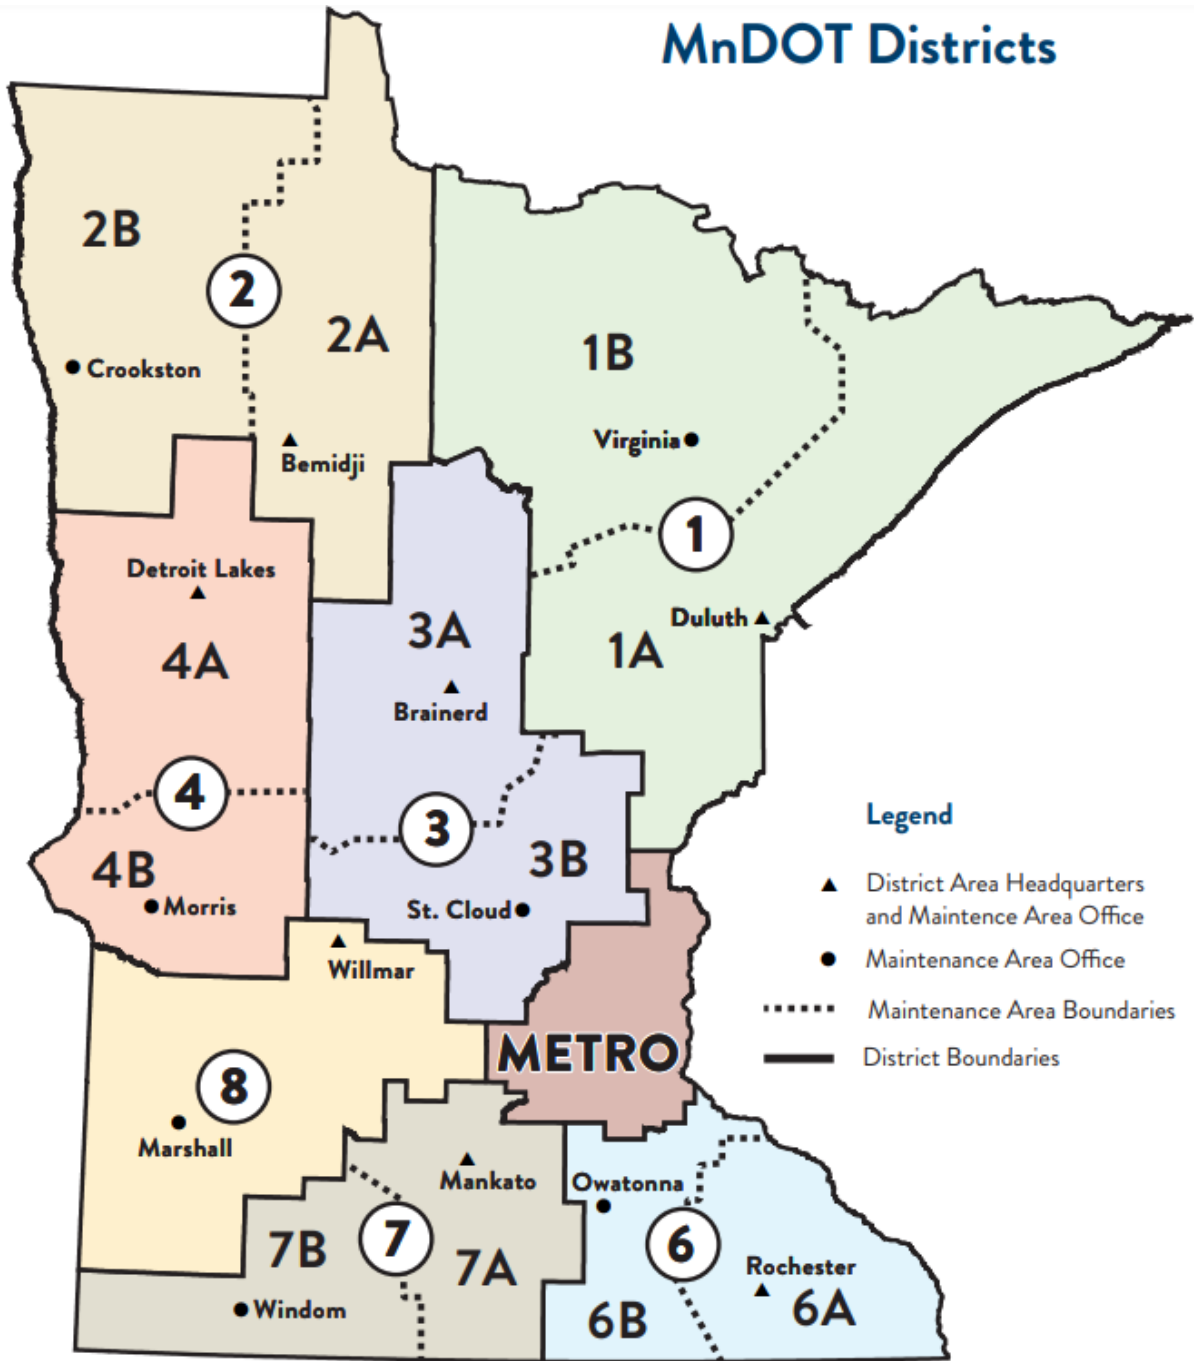 MnDOT Districts
2B
2
2A
Crookston
Bemidji
1B
Virginia
1
Duluth
1A
Detroit Lakes
4A
4
4B
Morris
3A
Brainerd
3
3B
St. Cloud
Willmar
METRO
8
Marshall
Mankato
7B
7
7A
Windom
Owatonna
6
Rochester
6A
6B
Legend
District Area Headquarters
and Maintence Area Office
Maintenance Area Office
Maintenance Area Boundaries
District Boundaries